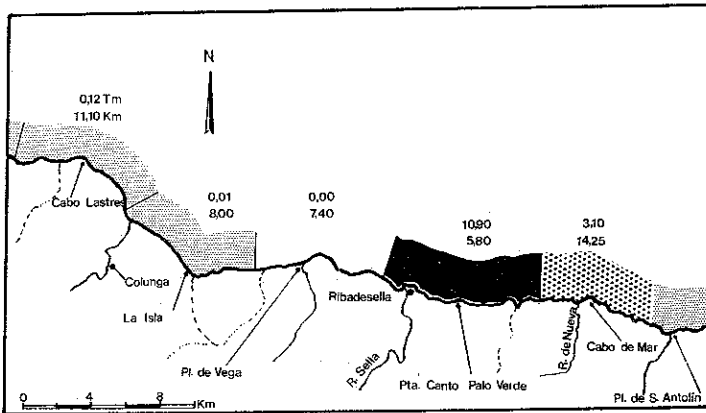 N
0,12 Tm
11,10 Km
Cabo Lastres
0,01
8,00
0,00
7,40
10,90
5,80
3,10
14,25
Colunga
La Isla
Ribadesella
Pl. de Vega
R. Sella
Pta. Canto Palo Verde
R. de Nueva
Cabo de Mar
Pl. de S. Antolín
0 4 8
Km